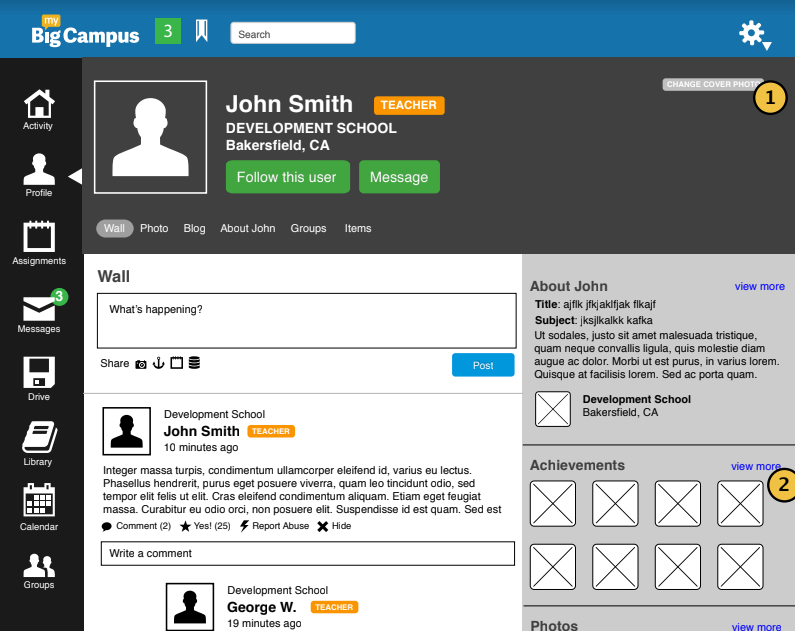 my
BigCampus
3
Search
CHANGE COVER PHOTO
1
Activity
Profile
Assignments
3
Messages
Drive
Library
Calendar
Groups
John Smith TEACHER
DEVELOPMENT SCHOOL
Bakersfield, CA
Follow this user Message
Wall Photo Blog About John Groups Items
Wall
What's happening?
Share
Post
Development School
John Smith TEACHER
10 minutes ago
Integer massa turpis, condimentum ullamcorper eleifend id, varius eu lectus.
Phasellus hendrerit, purus eget posuere viverra, quam leo tincidunt odio, sed
tempor elit felis ut elit. Cras eleifend condimentum aliquam. Etiam eget feugiat
massa. Curabitur eu odio orci, non posuere elit. Suspendisse id est quam. Sed est
Comment (2) Yes! (25) Report Abuse Hide
Write a comment
Development School
George W. TEACHER
19 minutes ago
About John view more
Title: ajflk jfkjaklfjak flkajf
Subject: jksjlkalkk kafka
Ut sodales, justo sit amet malesuada tristique,
quam neque convallis ligula, quis molestie diam
augue ac dolor. Morbi ut est purus, in varius lorem.
Quisque at facilisis lorem. Sed ac porta quam.
Development School
Bakersfield, CA
Achievements view more
2
Photos view more